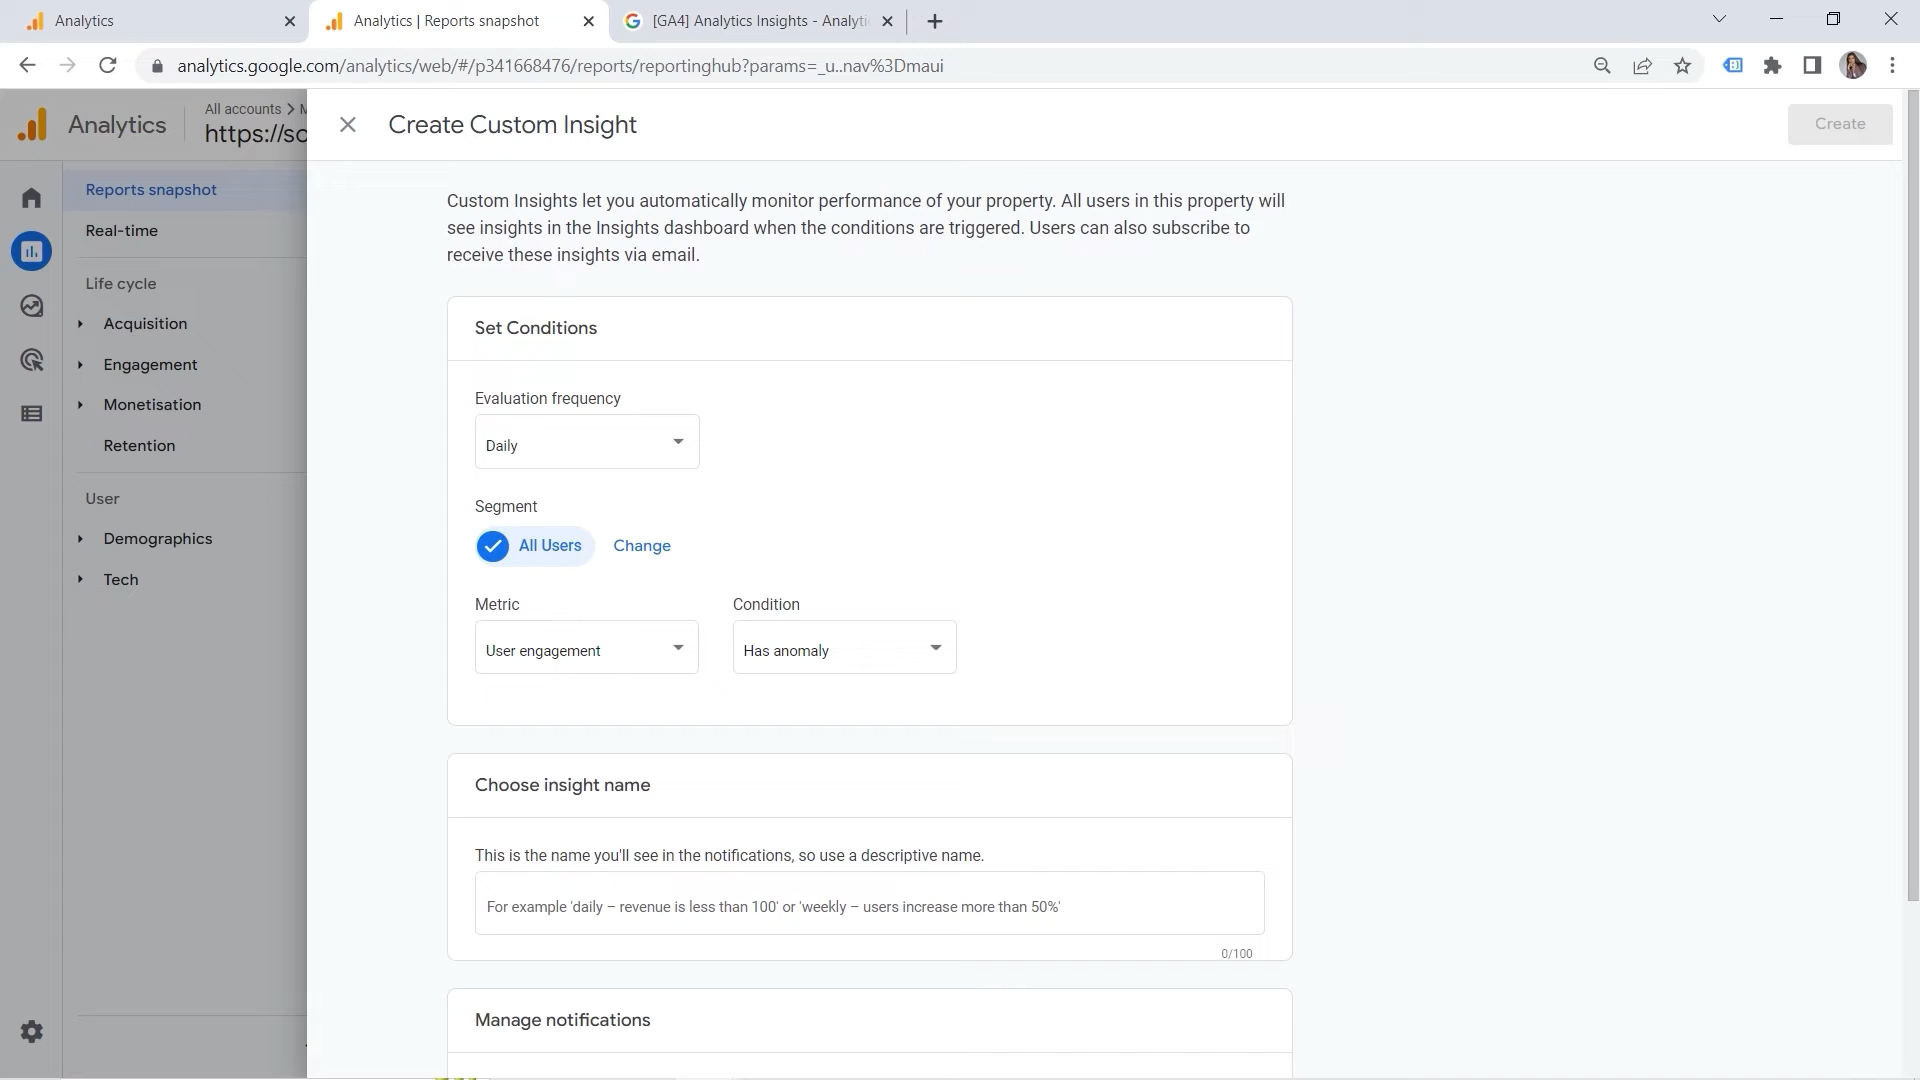 Analytics
Analytics | Reports snapshot
[GA4] Analytics Insights - Analyti
analytics.google.com/analytics/web/#/p341668476/reports/reportinghub?params=_u..nav%3Dmaui
Analytics
All accounts > M
https://sc
Create Custom Insight
Create
Reports snapshot
Real-time
Life cycle
Acquisition
Engagement
Monetisation
Retention
User
Demographics
Tech
Custom Insights let you automatically monitor performance of your property. All users in this property will
see insights in the Insights dashboard when the conditions are triggered. Users can also subscribe to
receive these insights via email.
Set Conditions
Evaluation frequency
Daily
Segment
All Users
Change
Metric
Condition
User engagement
Has anomaly
Choose insight name
This is the name you'll see in the notifications, so use a descriptive name.
For example 'daily – revenue is less than 100' or 'weekly – users increase more than 50%'
0/100
Manage notifications